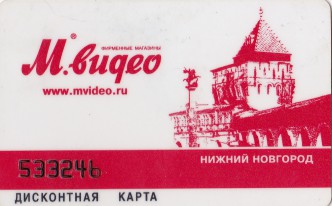 ФИРМЕННЫЕ МАГАЗИНЫ
М.видео
www.mvideo.ru
НИЖНИЙ НОВГОРОД
533246
ДИСКОНТНАЯ КАРТА